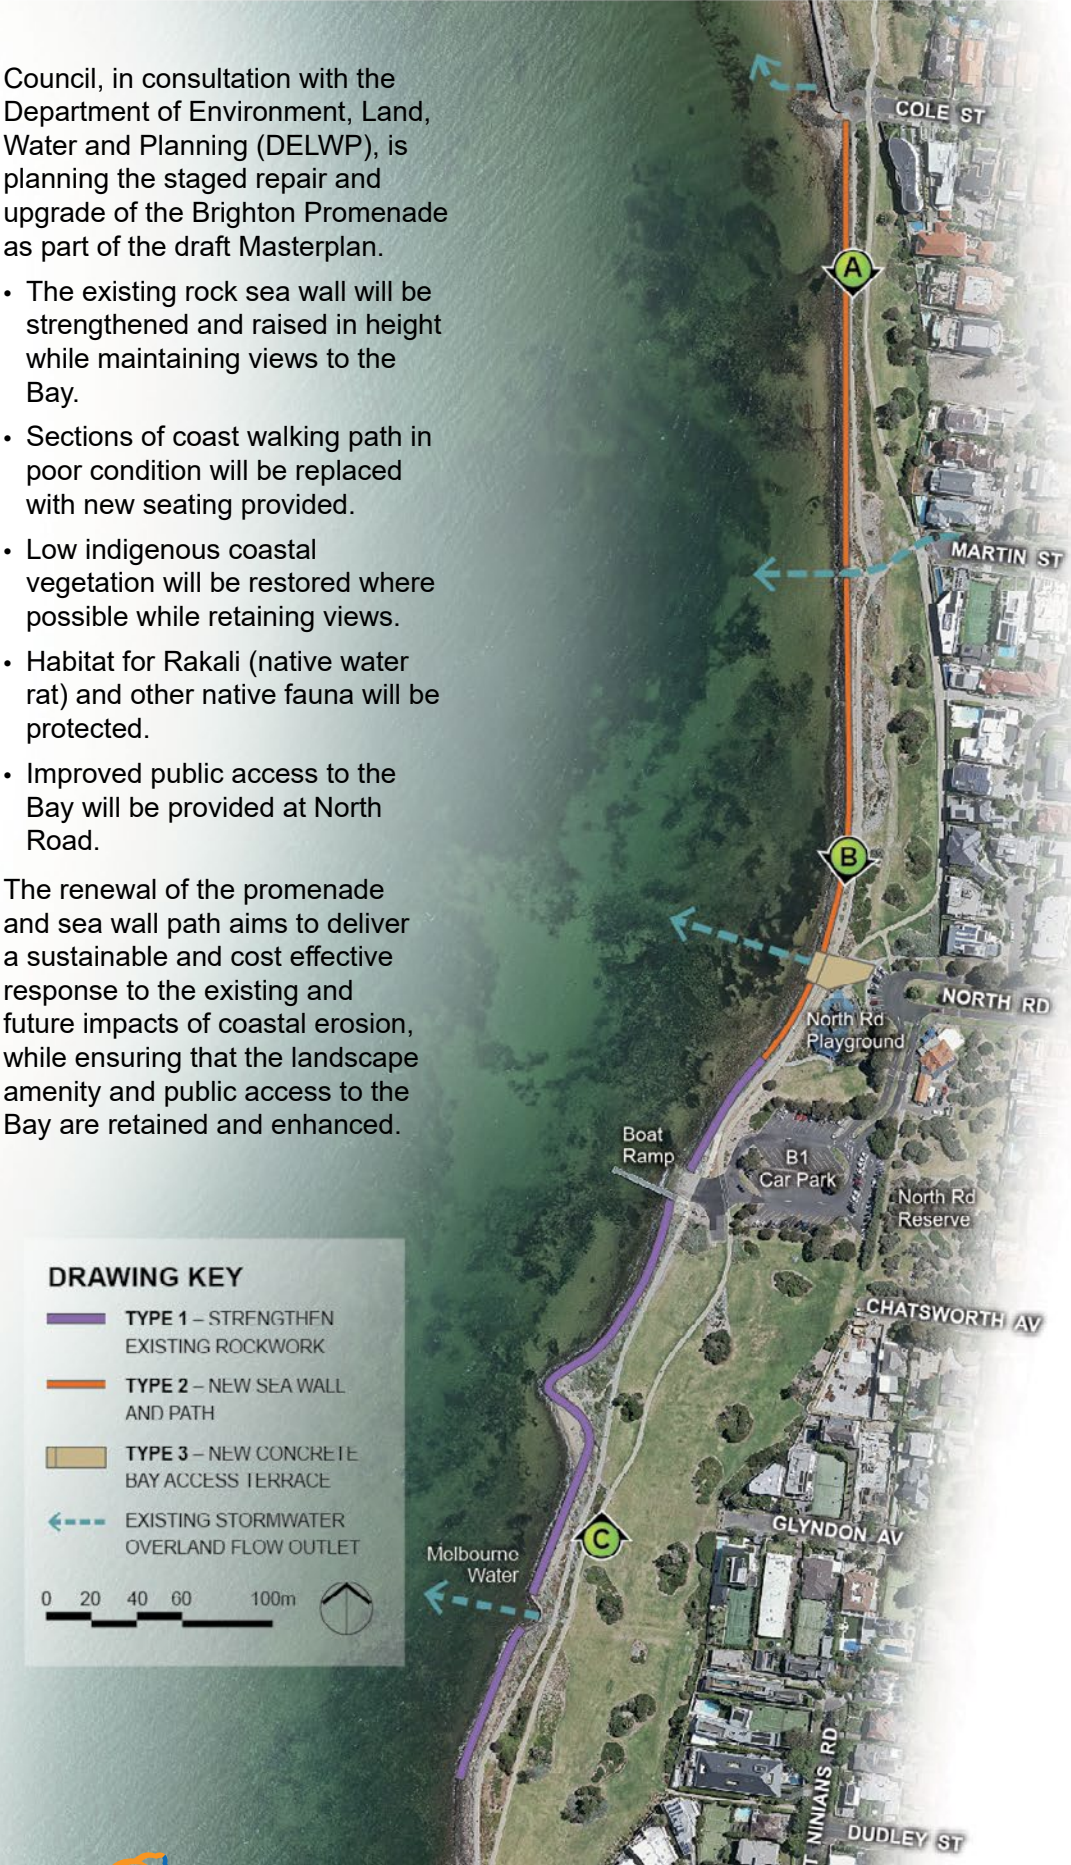 Council, in consultation with the
Department of Environment, Land,
Water and Planning (DELWP), is
planning the staged repair and
upgrade of the Brighton Promenade
as part of the draft Masterplan.
• The existing rock sea wall will be
strengthened and raised in height
while maintaining views to the
Bay.
• Sections of coast walking path in
poor condition will be replaced
with new seating provided.
• Low indigenous coastal
vegetation will be restored where
possible while retaining views.
• Habitat for Rakali (native water
rat) and other native fauna will be
protected.
• Improved public access to the
Bay will be provided at North
Road.
The renewal of the promenade
and sea wall path aims to deliver
a sustainable and cost effective
response to the existing and
future impacts of coastal erosion,
while ensuring that the landscape
amenity and public access to the
Bay are retained and enhanced.
DRAWING KEY
TYPE 1 – STRENGTHEN
EXISTING ROCKWORK
TYPE 2 – NEW SEA WALL
AND PATH
TYPE 3 – NEW CONCRETE
BAY ACCESS TERRACE
EXISTING STORMWATER
OVERLAND FLOW OUTLET
0 20 40 60 100m
COLE ST
A
MARTIN ST
B
NORTH RD
North Rd
Playground
Boat
Ramp
B1
Car Park
North Rd
Reserve
CHATSWORTH AV
GLYNDON AV
C
Melbourne
Water
NINIANS RD
DUDLEY ST